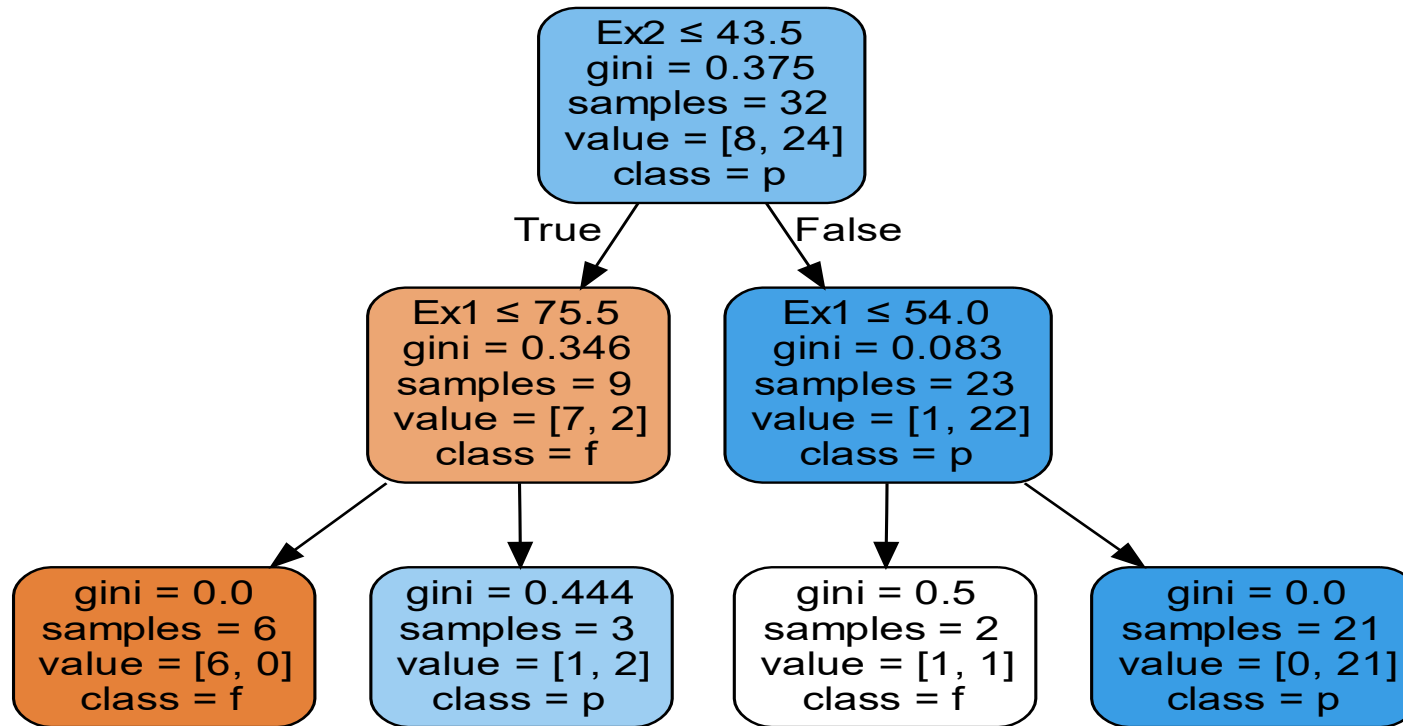 Ex2 ≤ 43.5
gini = 0.375
samples = 32
value = [8, 24]
class = p
True
False
Ex1 ≤ 75.5
gini = 0.346
samples = 9
value = [7, 2]
class = f
Ex1 ≤ 54.0
gini = 0.083
samples = 23
value = [1, 22]
class = p
gini = 0.0
samples = 6
value = [6, 0]
class = f
gini = 0.444
samples = 3
value = [1, 2]
class = p
gini = 0.5
samples = 2
value = [1, 1]
class = f
gini = 0.0
samples = 21
value = [0, 21]
class = p